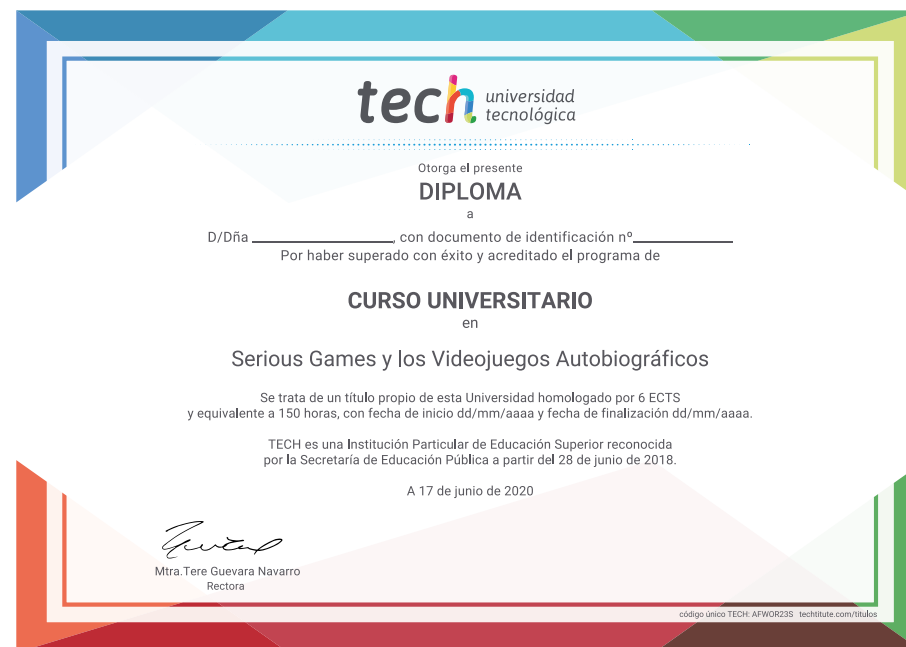 tech universidad
tecnológica
Otorga el presente
DIPLOMA
a
D/Dña ____________________, con documento de identificación nº______________
Por haber superado con éxito y acreditado el programa de
CURSO UNIVERSITARIO
en
Serious Games y los Videojuegos Autobiográficos
Se trata de un título propio de esta Universidad homologado por 6 ECTS
y equivalente a 150 horas, con fecha de inicio dd/mm/aaaa y fecha de finalización dd/mm/aaaa.
TECH es una Institución Particular de Educación Superior reconocida
por la Secretaría de Educación Pública a partir del 28 de junio de 2018.
A 17 de junio de 2020
Mtra.Tere Guevara Navarro
Rectora
código único TECH: AFWOR23S techtitute.com/titulos